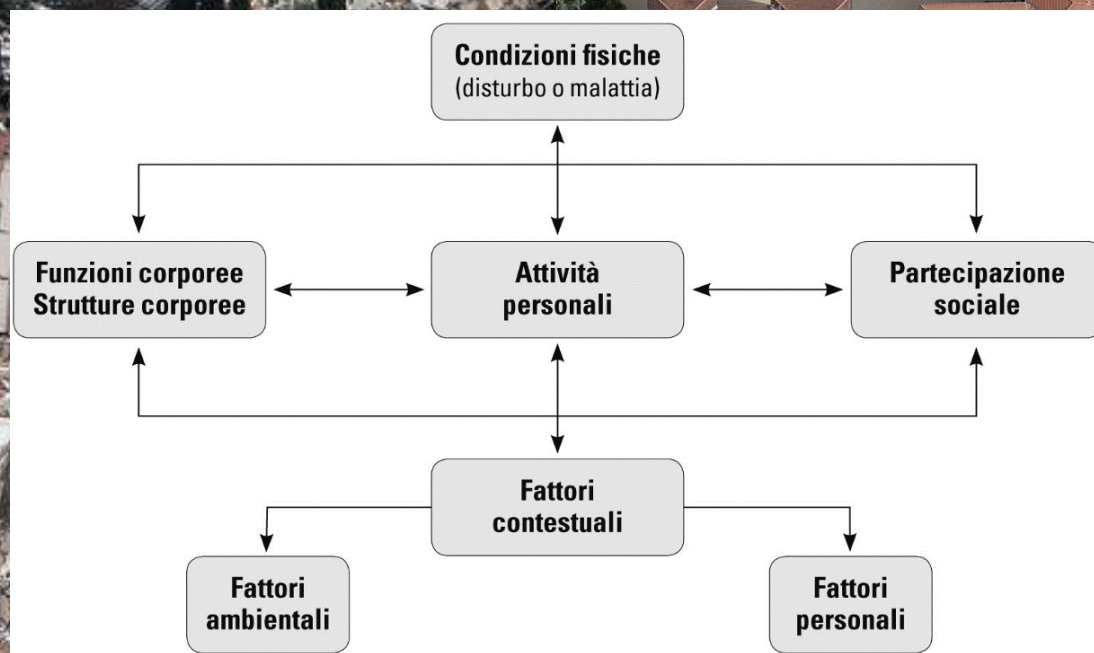 Condizioni fisiche
(disturbo o malattia)
Funzioni corporee
Strutture corporee
Attività
personali
Partecipazione
sociale
Fattori
contestuali
Fattori
ambientali
Fattori
personali